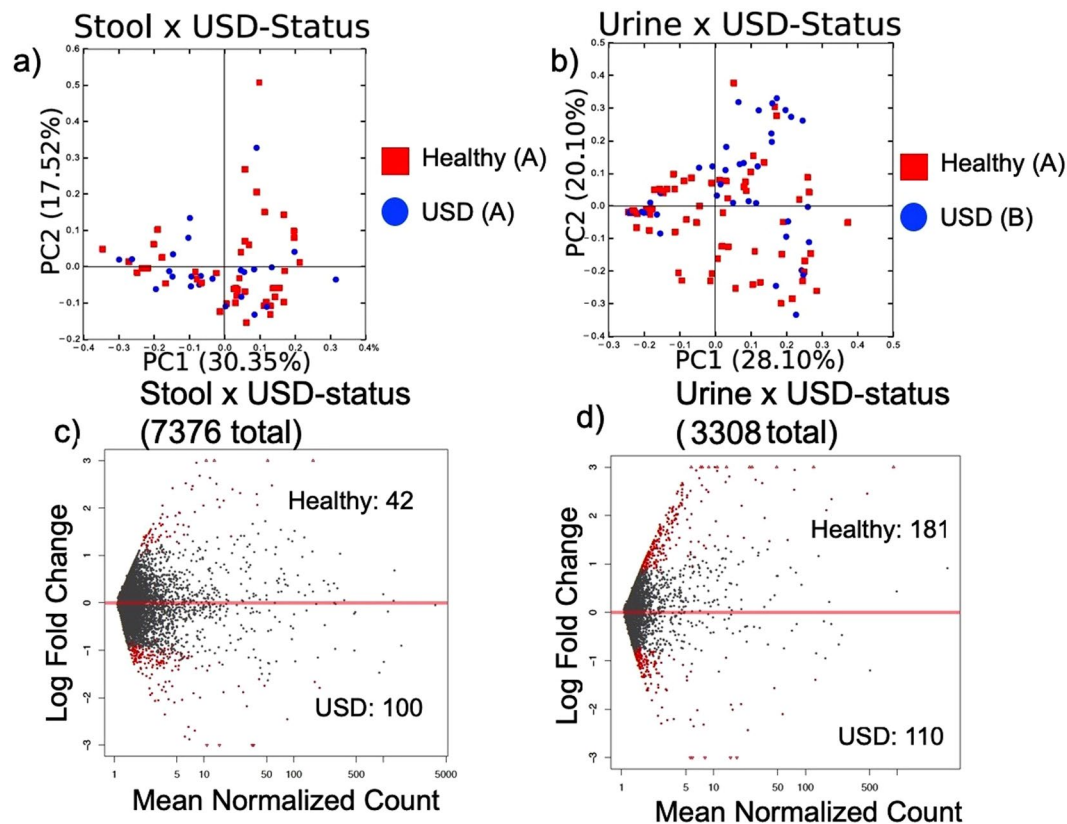 Stool x USD-Status
a)
PC2 (17.52%)
0.6
0.5
0.4
0.3
0.2
0.1
0.0
−0.1
−0.2
−0.4
−0.3
−0.2
−0.1
0.0
0.1
0.2
0.3
0.4%
PC1 (30.35%)
Healthy (A)
USD (A)
Urine x USD-Status
b)
PC2 (20.10%)
0.5
0.4
0.3
0.2
0.1
0.0
−0.1
−0.2
−0.3
−0.4
−0.3
−0.2
−0.1
0.0
0.1
0.2
0.3
0.4
0.5
PC1 (28.10%)
Healthy (A)
USD (B)
Stool x USD-status
c)
(7376 total)
Log Fold Change
3
2
1
0
-1
-2
-3
Healthy: 42
USD: 100
1
5
10
50
100
500
5000
Mean Normalized Count
Urine x USD-status
d)
( 3308 total)
Log Fold Change
3
2
1
0
-1
-2
-3
Healthy: 181
USD: 110
1
5
10
50
100
500
Mean Normalized Count